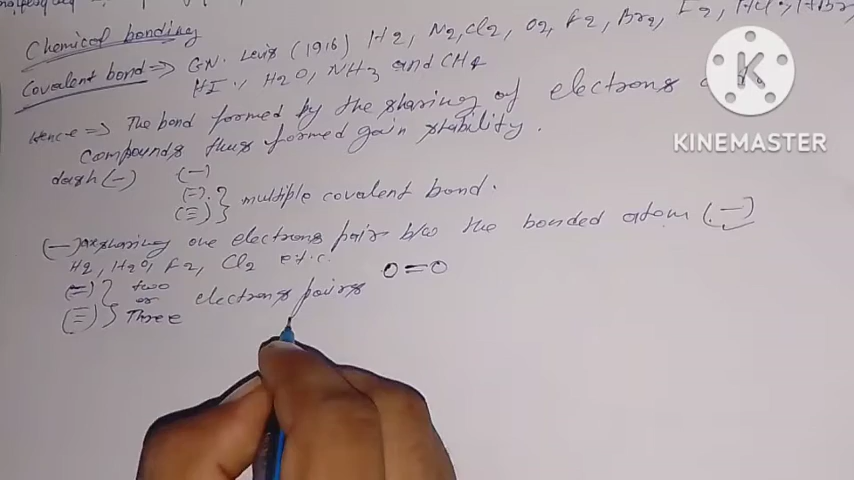 Chemical bonding
Covalent bond => G.N. Lewis (1916) H2, N2, Cl2, O2, F2, Br2, I2, HCl, HBr,
HI., H2O, NH3 and CH4
Hence => The bond formed by the sharing of electrons
compounds thus formed gain stability.
dash (-) (-)
(=)
(≡) } multiple covalent bond.
(—) sharing one electrons pair b/w the bonded atom (—)
H2, H2O, F2, Cl2 etc.
O=O
(=) } two
or electrons pairs
(≡) } Three
KINEMASTER